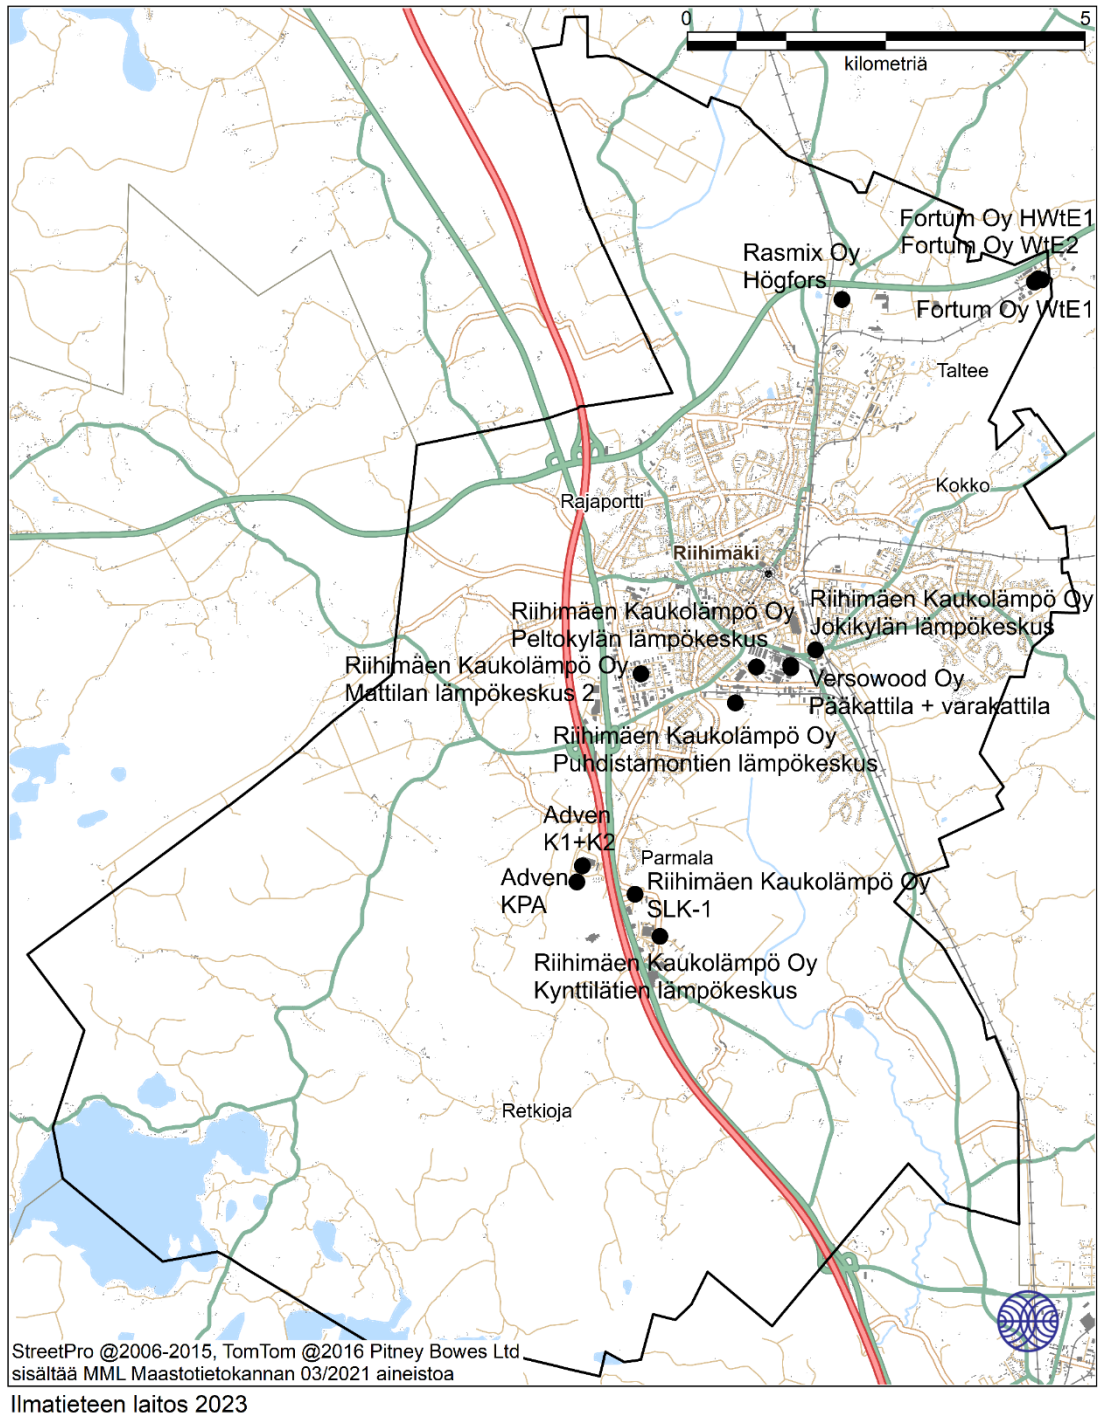 0 5
kilometriä
Fortum Oy HWtE1
Fortum Oy WtE2
Rasmix Oy
Högfors
Fortum Oy WtE1
Taltee
Kokko
Rajaportti
Riihimäki
Riihimäen Kaukolämpö Oy
Jokikylän lämpökeskus
Riihimäen Kaukolämpö Oy
Peltokylän lämpökeskus
Riihimäen Kaukolämpö Oy
Mattilan lämpökeskus 2
Versowood Oy
Pääkattila + varakattila
Riihimäen Kaukolämpö Oy
Puhdistamontien lämpökeskus
Adven
K1+K2
Parmala
Adven
KPA
Riihimäen Kaukolämpö Oy
SLK-1
Riihimäen Kaukolämpö Oy
Kynttilätien lämpökeskus
Retkioja
StreetPro @2006-2015, TomTom @2016 Pitney Bowes Ltd
sisältää MML Maastotietokannan 03/2021 aineistoa
Ilmatieteen laitos 2023